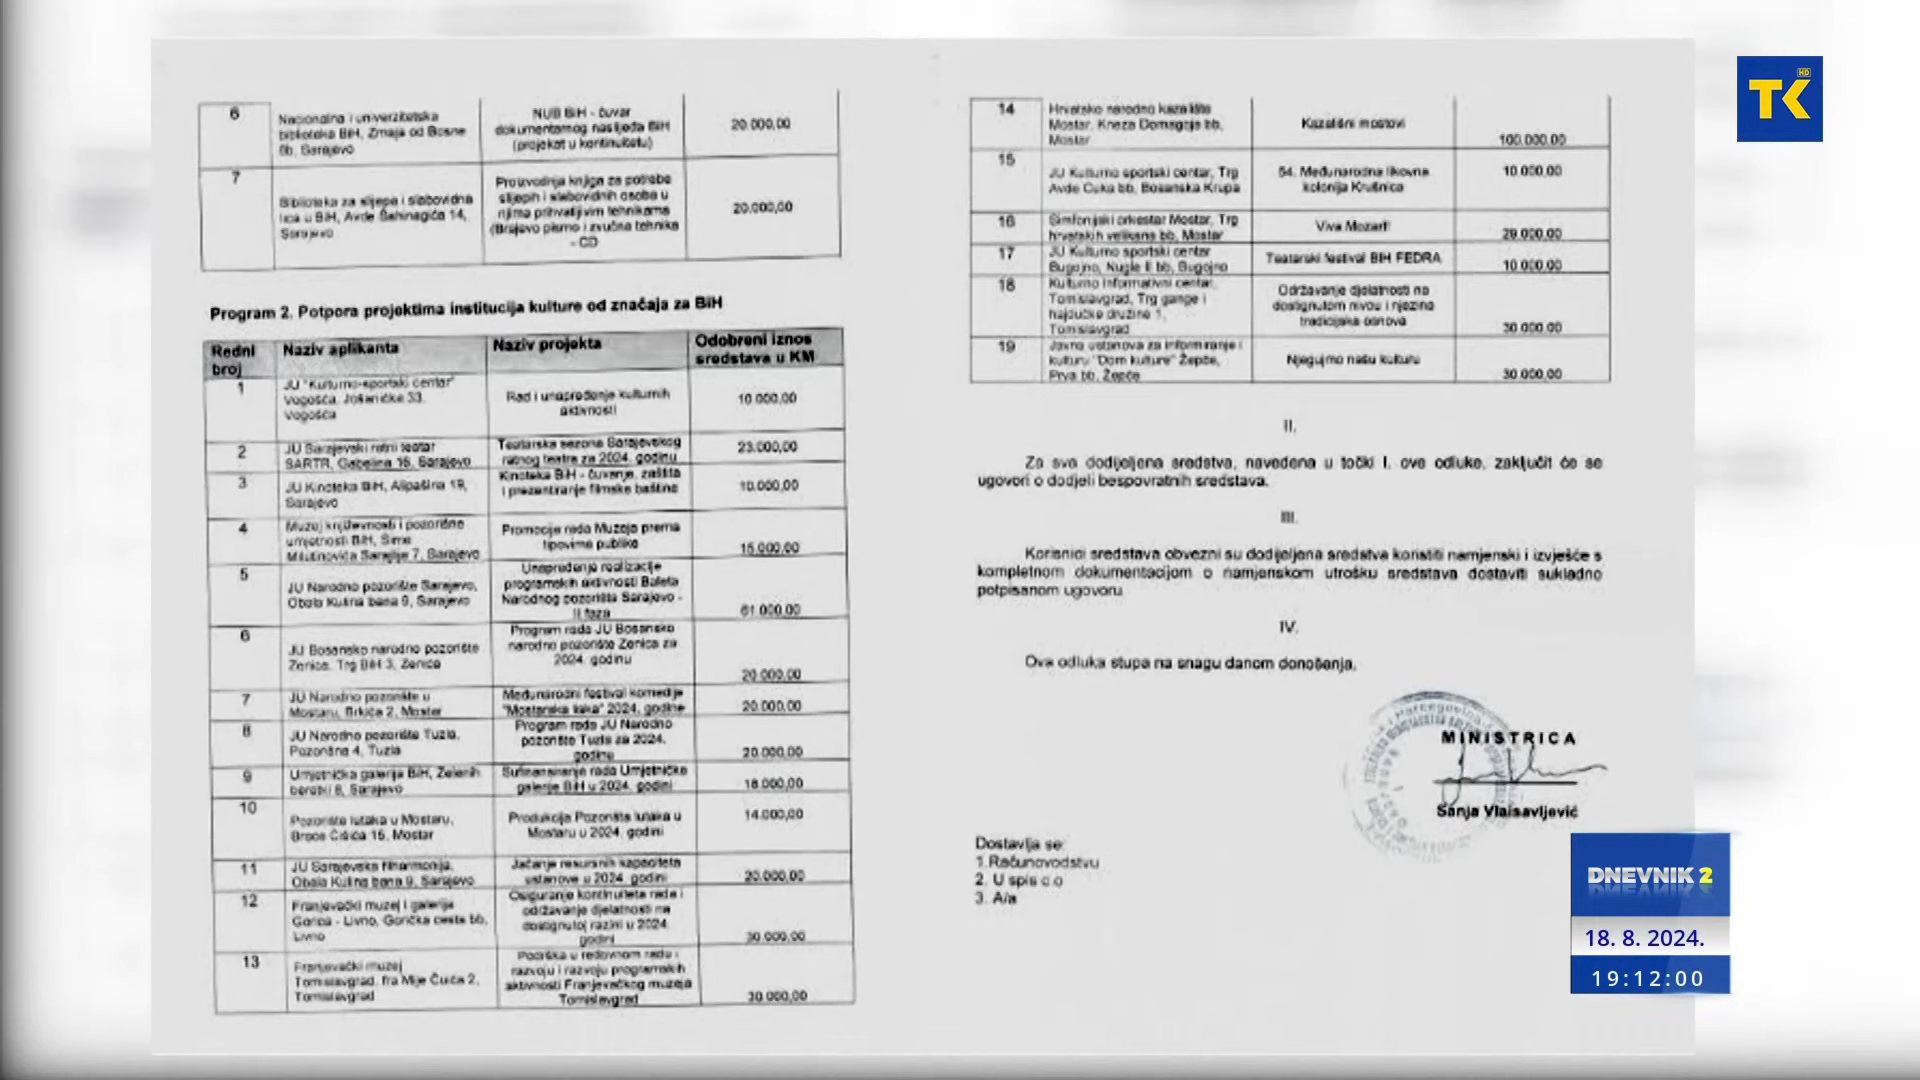 6
Nacionalna i univerzitetska
biblioteka BiH, Zmaja od Bosne
8b, Sarajevo
NUB BiH - čuvar
dokumentarnog nasljeđa BiH
(projekat u kontinuitetu)
20.000,00
7
Biblioteka za slijepa i slabovidna
lica u BiH, Avde Šahinagića 14,
Sarajevo
Proizvodnja knjiga za potrebe
slijepih i slabovidnih osoba u
njima prihvatljivim tehnikama
(Brajevo pismo i zvučna tehnika
- CD
20.000,00
Program 2. Potpora projektima institucija kulture od značaja za BiH
Redni
broj
Naziv aplikanta
Naziv projekta
Odobreni iznos
sredstava u KM
1
JU "Kulturno-sportski centar"
Vogošća, Jošanička 33,
Vogošća
Rad i unapređenje kulturnih
aktivnosti
10.000,00
2
JU Sarajevski ratni teatar
SARTR, Gabelina 16, Sarajevo
Teatarska sezona Sarajevskog
ratnog teatra za 2024. godinu
23.000,00
3
JU Kinoteka BiH, Alipašina 19,
Sarajevo
Kinoteka BiH - čuvanje, zaštita
i prezentiranje filmske baštine
10.000,00
4
Muzej književnosti i pozorišne
umjetnosti BiH, Sime
Milutinovića Sarajlije 7, Sarajevo
Promocija rada Muzeja prema
tipovima publike
15.000,00
5
JU Narodno pozorište Sarajevo,
Obala Kulina bana 9, Sarajevo
Unapređenje realizacije
programskih aktivnosti Baleta
Narodnog pozorišta Sarajevo -
II faza
61.000,00
6
JU Bosansko narodno pozorište
Zenica, Trg BiH 3, Zenica
Program rada JU Bosansko
narodno pozorište Zenica za
2024. godinu
20.000,00
7
JU Narodno pozorište u
Mostaru, Brkića 2, Mostar
Međunarodni festival komedije
"Mostarska liska" 2024. godine
20.000,00
8
JU Narodno pozorište Tuzla,
Pozorišna 4, Tuzla
Program rada JU Narodno
pozorište Tuzla za 2024.
godinu
20.000,00
9
Umjetnička galerija BiH, Zelenih
beretki 8, Sarajevo
Sufinansiranje rada Umjetničke
galerije BiH u 2024. godini
18.000,00
10
Pozorište lutaka u Mostaru,
Braće Čišića 15, Mostar
Produkcija Pozorišta lutaka u
Mostaru u 2024. godini
14.000,00
11
JU Sarajevska filharmonija,
Obala Kulina bana 9, Sarajevo
Jačanje resursnih kapaciteta
ustanove u 2024. godini
20.000,00
12
Franjevački muzej i galerija
Gorica - Livno, Gorička cesta bb,
Livno
Osiguranje kontinuiteta rada i
održavanje djelatnosti na
dostignutoj razini u 2024.
godini
30.000,00
13
Franjevački muzej
Tomislavgrad, fra Mije Čuića 2,
Tomislavgrad
Podrška u redovnom radu i
razvoju i razvoju programskih
aktivnosti Franjevačkog muzeja
Tomislavgrad
30.000,00
14
Hrvatsko narodno kazalište
Mostar, Kneza Domagoja bb,
Mostar
Kazališni mostovi
100.000,00
15
JU Kulturno sportski centar, Trg
Avde Ćuka bb, Bosanska Krupa
54. Međunarodna likovna
kolonija Krušnica
10.000,00
16
Simfonijski orkestar Mostar, Trg
hrvatskih velikana bb, Mostar
Viva Mozart!
29.000,00
17
JU Kulturno sportski centar
Bugojno, Nugle II bb, Bugojno
Teatarski festival BIH FEDRA
10.000,00
18
Kulturno informativni centar,
Tomislavgrad, Trg gange i
hajdučke družine 1,
Tomislavgrad
Održavanje djelatnosti na
dostignutom nivou i njezina
tradicijska osnova
30.000,00
19
Javna ustanova za informiranje i
kulturu "Dom kulture" Žepče,
Prva bb, Žepče
Njegujmo našu kulturu
30.000,00
II.
Za sva dodijeljena sredstva, navedena u točki I. ove odluke, zaključit će se
ugovori o dodjeli bespovratnih sredstava.
III.
Korisnici sredstava obvezni su dodijeljena sredstva koristiti namjenski i izvješće s
kompletnom dokumentacijom o namjenskom utrošku sredstava dostaviti sukladno
potpisanom ugovoru.
IV.
Ova odluka stupa na snagu danom donošenja.
MINISTRICA
Sanja Vlaisavljević
Dostavlja se:
1.Računovodstvu
2. U spis c.o
3. A/a
TK
HD
DNEVNIK 2
18. 8. 2024.
19:12:00